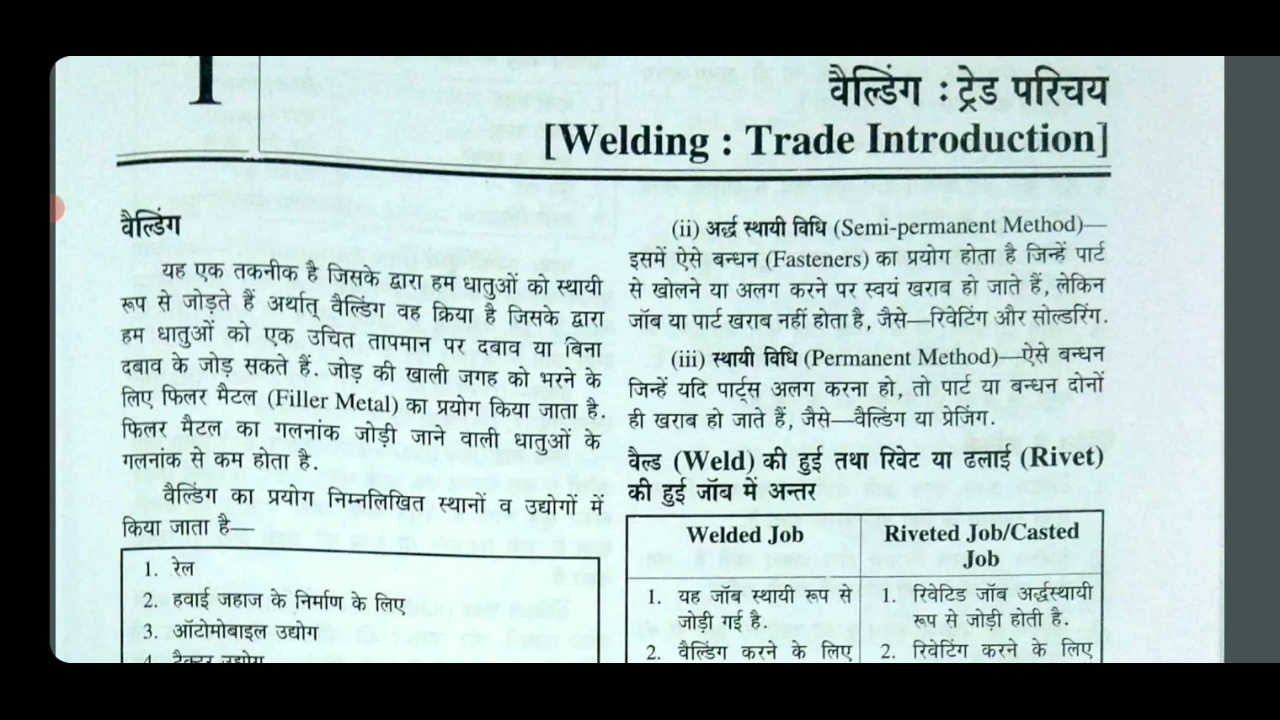 1
वैल्डिंग : ट्रेड परिचय
[Welding : Trade Introduction]
वैल्डिंग
यह एक तकनीक है जिसके द्वारा हम धातुओं को स्थायी
रूप से जोड़ते हैं अर्थात् वैल्डिंग वह क्रिया है जिसके द्वारा
हम धातुओं को एक उचित तापमान पर दबाव या बिना
दबाव के जोड़ सकते हैं. जोड़ की खाली जगह को भरने के
लिए फिलर मैटल (Filler Metal) का प्रयोग किया जाता है.
फिलर मैटल का गलनांक जोड़ी जाने वाली धातुओं के
गलनांक से कम होता है.
वैल्डिंग का प्रयोग निम्नलिखित स्थानों व उद्योगों में
किया जाता है—
1. रेल
2. हवाई जहाज के निर्माण के लिए
3. ऑटोमोबाइल उद्योग
4. ट्रैक्टर उद्योग
(ii) अर्द्ध स्थायी विधि (Semi-permanent Method)—
इसमें ऐसे बन्धन (Fasteners) का प्रयोग होता है जिन्हें पार्ट
से खोलने या अलग करने पर स्वयं खराब हो जाते हैं, लेकिन
जॉब या पार्ट खराब नहीं होता है, जैसे—रिवेटिंग और सोल्डरिंग.
(iii) स्थायी विधि (Permanent Method)—ऐसे बन्धन
जिन्हें यदि पार्ट्स अलग करना हो, तो पार्ट या बन्धन दोनों
ही खराब हो जाते हैं, जैसे—वैल्डिंग या प्रेजिंग.
वैल्ड (Weld) की हुई तथा रिवेट या ढलाई (Rivet)
की हुई जॉब में अन्तर
Welded Job
Riveted Job/Casted
Job
1. यह जॉब स्थायी रूप से
जोड़ी गई है.
2. वैल्डिंग करने के लिए
1. रिवेटिड जॉब अर्द्धस्थायी
रूप से जोड़ी होती है.
2. रिवेटिंग करने के लिए